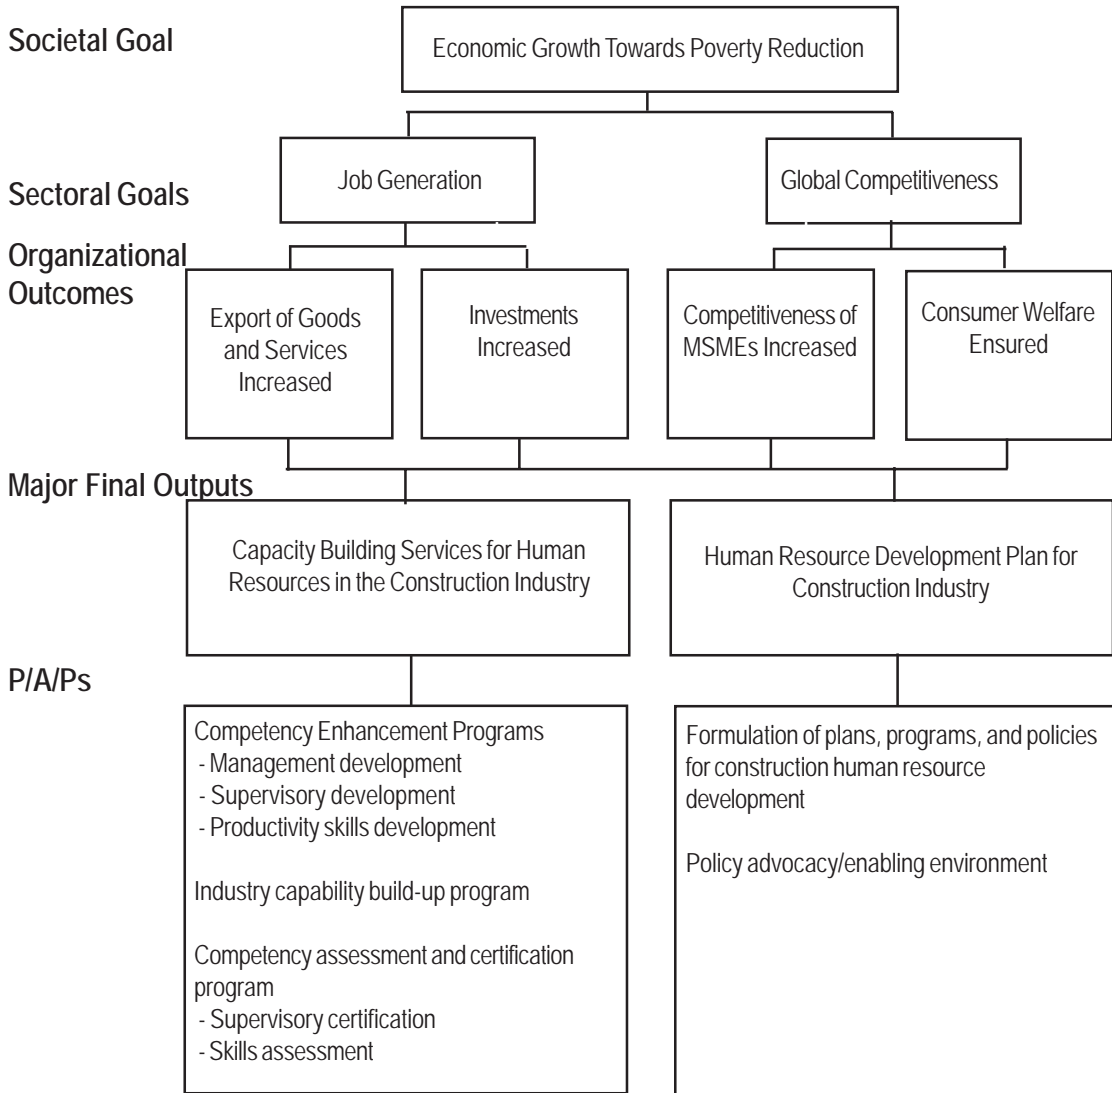 Societal Goal
Economic Growth Towards Poverty Reduction
Sectoral Goals
Job Generation
Global Competitiveness
Organizational
Outcomes
Export of Goods
and Services
Increased
Investments
Increased
Competitiveness of
MSMEs Increased
Consumer Welfare
Ensured
Major Final Outputs
Capacity Building Services for Human
Resources in the Construction Industry
Human Resource Development Plan for
Construction Industry
P/A/Ps
Competency Enhancement Programs
- Management development
- Supervisory development
- Productivity skills development
Industry capability build-up program
Competency assessment and certification
program
- Supervisory certification
- Skills assessment
Formulation of plans, programs, and policies
for construction human resource
development
Policy advocacy/enabling environment